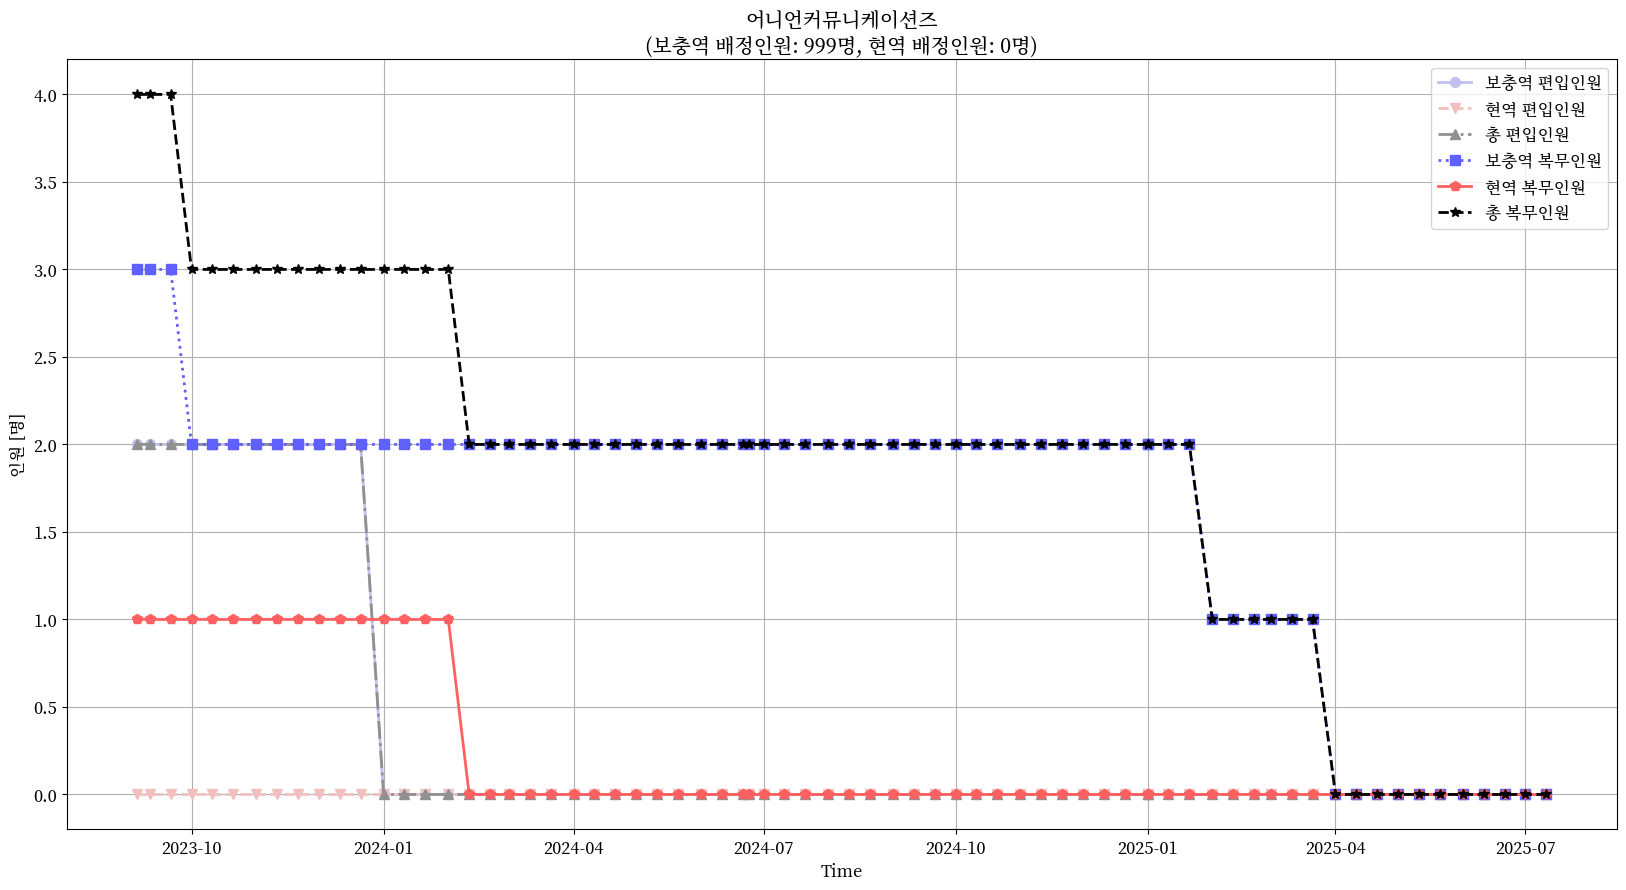 어니언커뮤니케이션즈
(보충역 배정인원: 999명, 현역 배정인원: 0명)
보충역 편입인원
현역 편입인원
총 편입인원
보충역 복무인원
현역 복무인원
총 복무인원
인원 [명]
4.0
3.5
3.0
2.5
2.0
1.5
1.0
0.5
0.0
2023-10
2024-01
2024-04
2024-07
2024-10
2025-01
2025-04
2025-07
Time